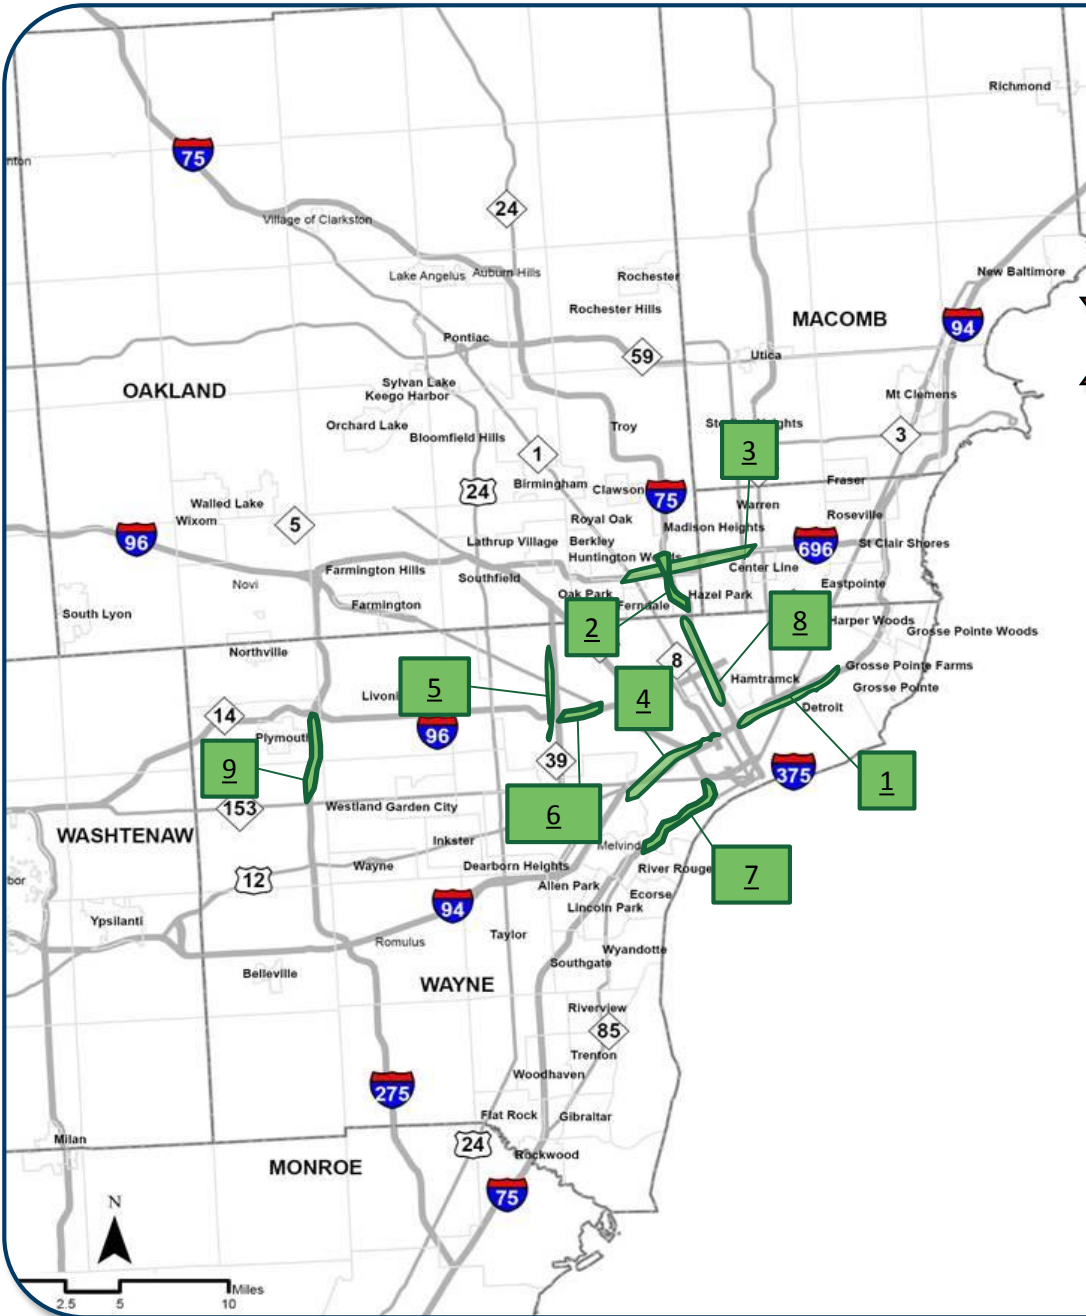 Richmond
nton
75
24
Village of Clarkston
Lake Angelus
Auburn Hills
Rochester
New Baltimore
Rochester Hills
MACOMB
94
Pontiac
59
Utica
OAKLAND
Sylvan Lake
Keego Harbor
Mt Clemens
Orchard Lake
Bloomfield Hills
Troy
3
3
1
Birmingham
Clawson
75
24
Fraser
Walled Lake
Wixom
5
Warren
Roseville
Royal Oak
Madison Heights
96
Lathrup Village
Berkley
696
St Clair Shores
Huntington Woods
Center Line
Farmington Hills
Southfield
Novi
Oak Park
Hazel Park
Eastpointe
Farmington
Ferndale
South Lyon
2
8
Harper Woods
Grosse Pointe Woods
Northville
8
Grosse Pointe Farms
5
4
Hamtramck
Grosse Pointe
Detroit
14
96
Plymouth
9
39
375
1
153
Westland
Garden City
6
WASHTENAW
Inkster
Wayne
Dearborn Heights
River Rouge
7
12
bor
Allen Park
Ecorse
94
Lincoln Park
Ypsilanti
Taylor
Romulus
Wyandotte
Belleville
Southgate
WAYNE
Riverview
85
Trenton
Woodhaven
275
Flat Rock
Gibraltar
Milan
24
Rockwood
MONROE
75
N
Miles
2.5 5 10